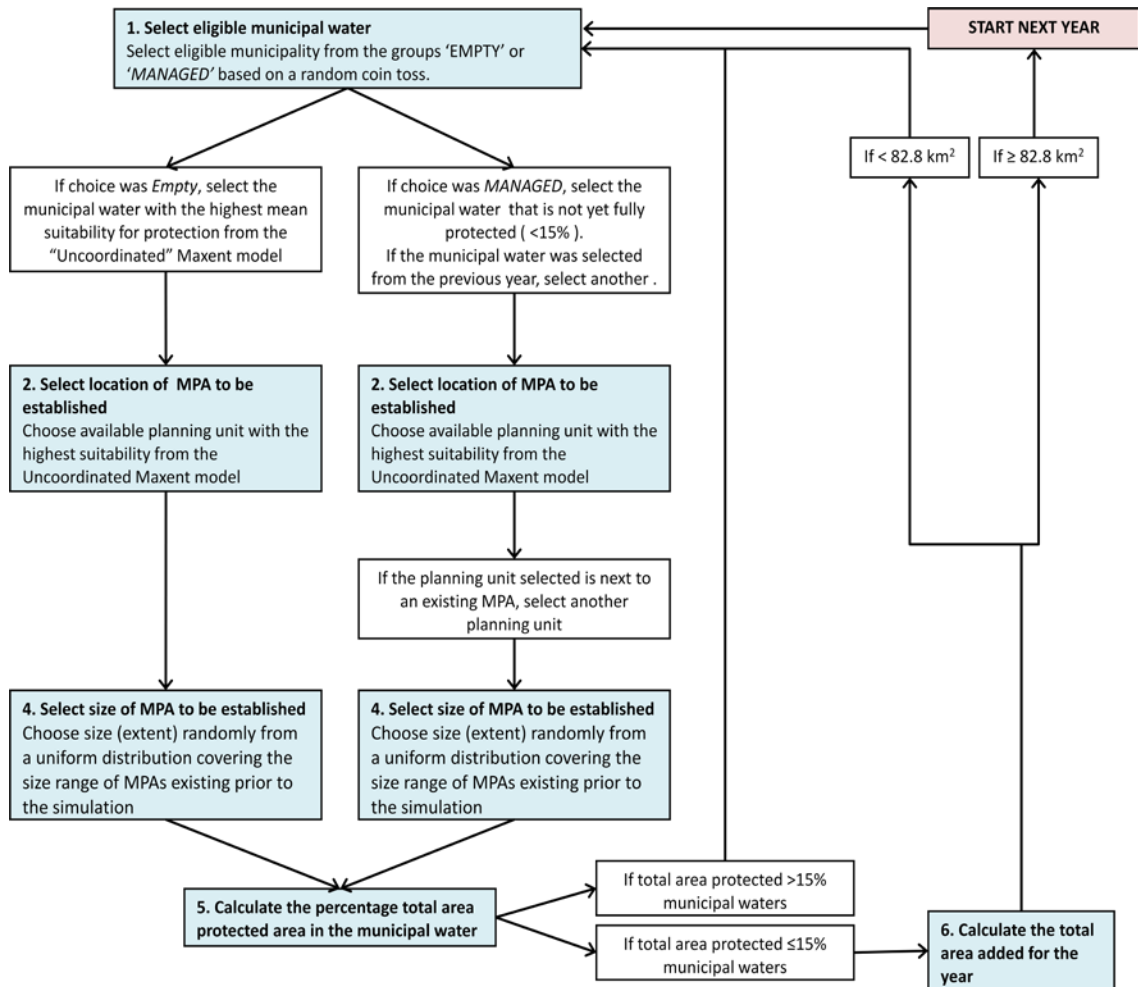 1. Select eligible municipal water
Select eligible municipality from the groups ‘EMPTY’ or
‘MANAGED’ based on a random coin toss.
START NEXT YEAR
If < 82.8 km²
If ≥ 82.8 km²
If choice was Empty, select the
municipal water with the highest mean
suitability for protection from the
“Uncoordinated” Maxent model
If choice was MANAGED, select the
municipal water that is not yet fully
protected ( <15% ).
If the municipal water was selected
from the previous year, select another .
2. Select location of MPA to be
established
Choose available planning unit with the
highest suitability from the
Uncoordinated Maxent model
2. Select location of MPA to be
established
Choose available planning unit with the
highest suitability from the
Uncoordinated Maxent model
If the planning unit selected is next to
an existing MPA, select another
planning unit
4. Select size of MPA to be established
Choose size (extent) randomly from
a uniform distribution covering the
size range of MPAs existing prior to
the simulation
4. Select size of MPA to be established
Choose size (extent) randomly from
a uniform distribution covering the
size range of MPAs existing prior to
the simulation
5. Calculate the percentage total area
protected area in the municipal water
If total area protected >15%
municipal waters
If total area protected ≤15%
municipal waters
6. Calculate the total
area added for the
year